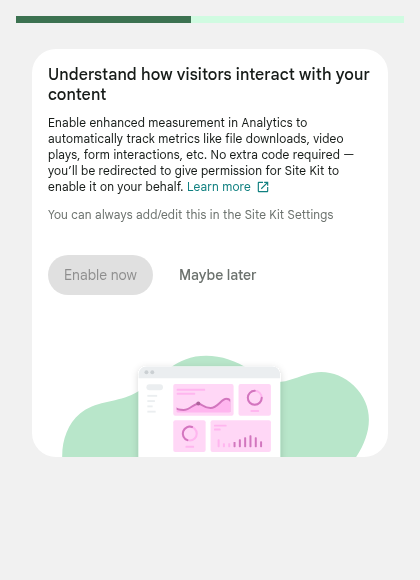 Understand how visitors interact with your
content
Enable enhanced measurement in Analytics to
automatically track metrics like file downloads, video
plays, form interactions, etc. No extra code required —
you’ll be redirected to give permission for Site Kit to
enable it on your behalf. Learn more
You can always add/edit this in the Site Kit Settings
Enable now
Maybe later